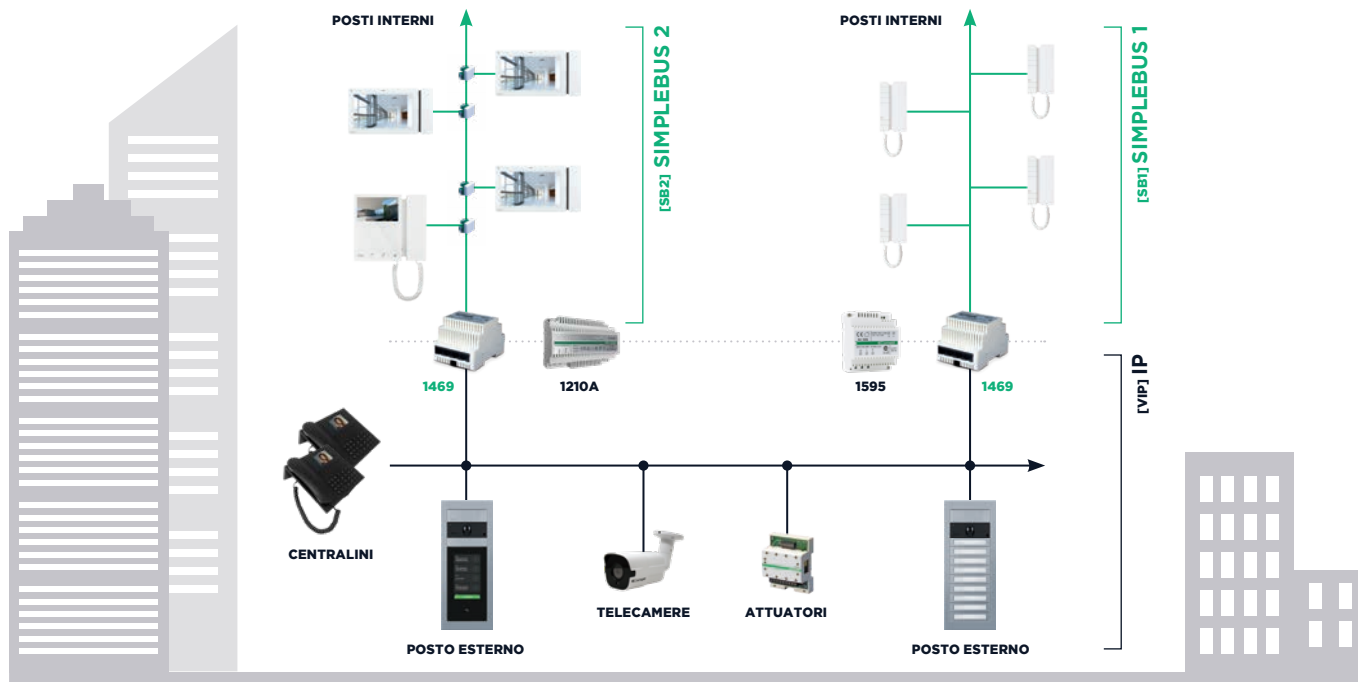 POSTI INTERNI
[SB2] SIMPLEBUS 2
POSTI INTERNI
[SB1] SIMPLEBUS 1
1469
1210A
1595
1469
[VIP] IP
CENTRALINI
TELECAMERE
ATTUATORI
POSTO ESTERNO
POSTO ESTERNO